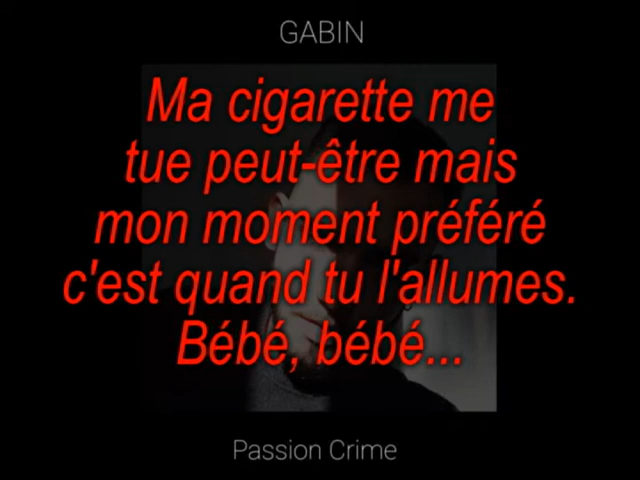 GABIN
Ma cigarette me
tue peut-être mais
mon moment préféré
c'est quand tu l'allumes.
Bébé, bébé...
Passion Crime